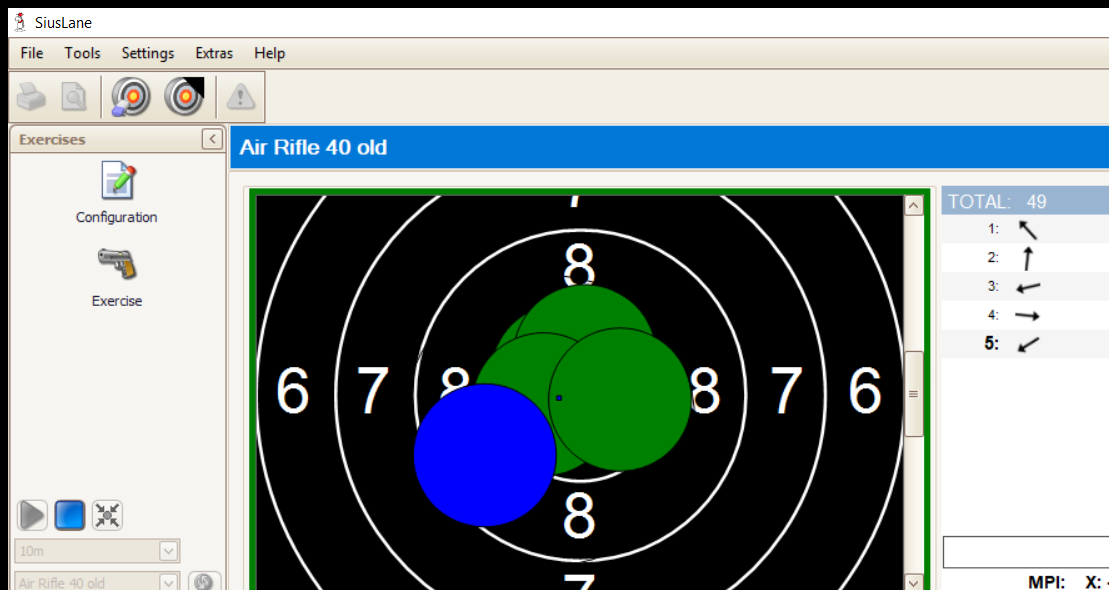 SiusLane
File Tools Settings Extras Help
Exercises
Air Rifle 40 old
Configuration
Exercise
10m
Air Rifle 40 old
7
8
6 7 8 8 7 6
8
7
TOTAL: 49
1:
2:
3:
4:
5:
MPI: X: -